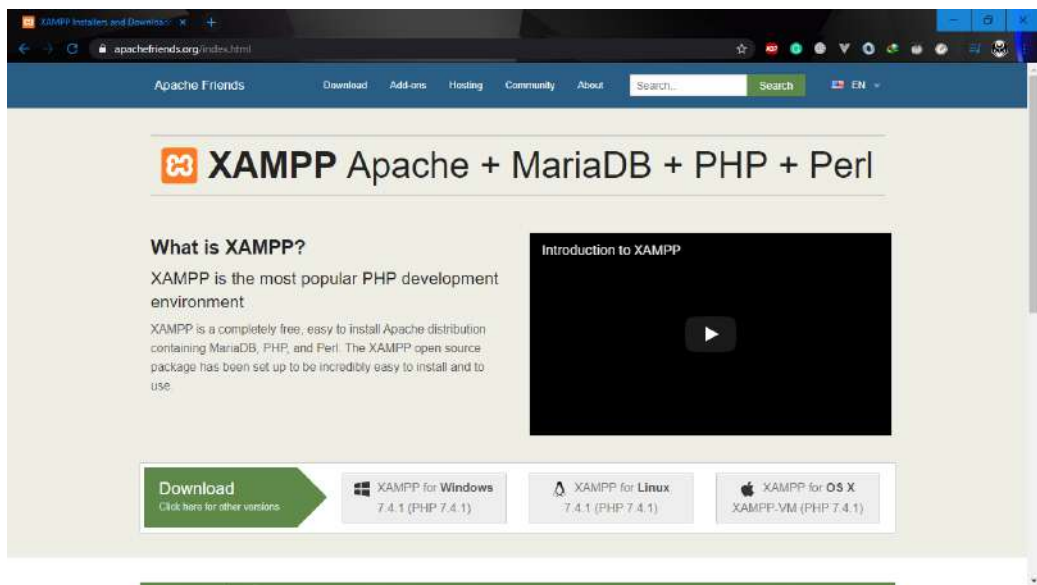 XAMPP Installers and Downloa
apachefriends.org/index.html
Apache Friends
Download
Add-ons
Hosting
Community
About
Search...
Search
EN
XAMPP Apache + MariaDB + PHP + Perl
What is XAMPP?
XAMPP is the most popular PHP development
environment
XAMPP is a completely free, easy to install Apache distribution
containing MariaDB, PHP, and Perl. The XAMPP open source
package has been set up to be incredibly easy to install and to
use.
Introduction to XAMPP
Download
Click here for other versions
XAMPP for Windows
7.4.1 (PHP 7.4.1)
XAMPP for Linux
7.4.1 (PHP 7.4.1)
XAMPP for OS X
XAMPP-VM (PHP 7.4.1)